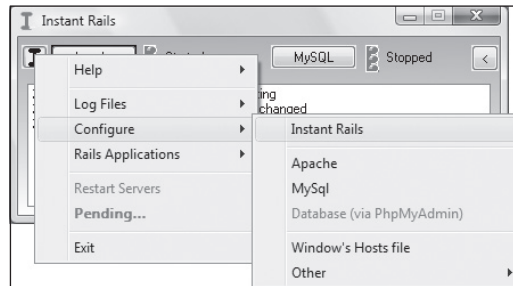 Instant Rails
MySQL
Stopped
<
Help
ing
changed
Log Files
Configure
Rails Applications
Restart Servers
Pending...
Exit
Instant Rails
Apache
MySql
Database (via PhpMyAdmin)
Window's Hosts file
Other